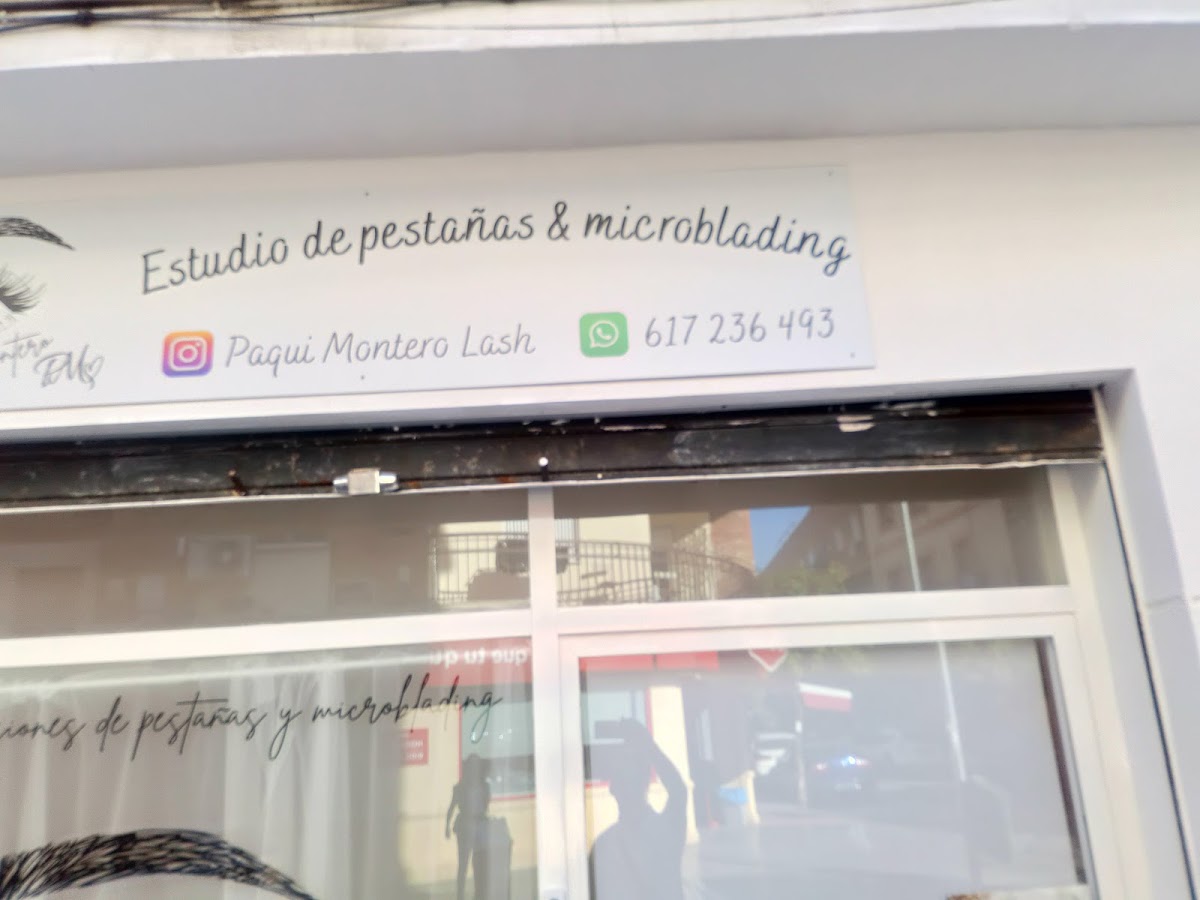 Estudio de pestañas & microblading
Paqui Montero Lash
617 236 493
de pestañas y microblading